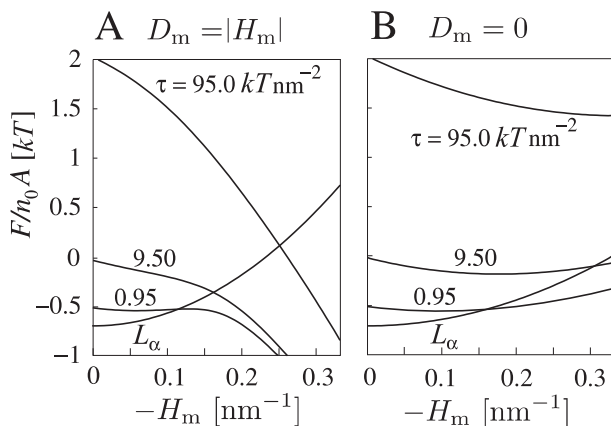 A D_m = |H_m|
B D_m = 0
F/n_0 A [kT]
2
1.5
1
0.5
0
−0.5
−1
τ = 95.0 kT nm^−2
9.50
0.95
L_α
0 0.1 0.2 0.3
−H_m [nm^−1]
τ = 95.0 kT nm^−2
9.50
0.95
L_α
0 0.1 0.2 0.3
−H_m [nm^−1]